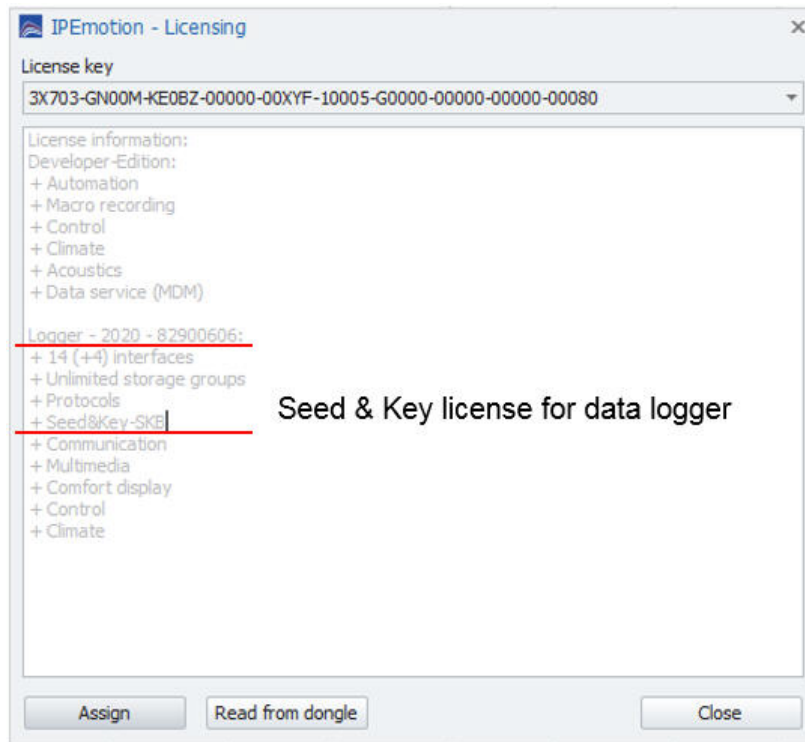 IPEmotion - Licensing
License key
3X703-GN00M-KE0BZ-00000-00XYF-10005-G0000-00000-00000-00080
License information:
Developer-Edition:
+ Automation
+ Macro recording
+ Control
+ Climate
+ Acoustics
+ Data service (MDM)
Logger - 2020 - 82900606:
+ 14 (+4) interfaces
+ Unlimited storage groups
+ Protocols
+ Seed&Key-SKB
Seed & Key license for data logger
+ Communication
+ Multimedia
+ Comfort display
+ Control
+ Climate
Assign
Read from dongle
Close